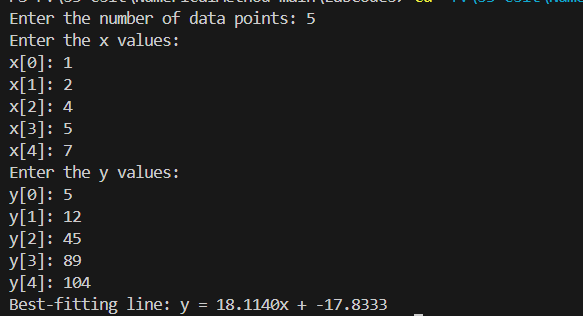 Enter the number of data points: 5
Enter the x values:
x[0]: 1
x[1]: 2
x[2]: 4
x[3]: 5
x[4]: 7
Enter the y values:
y[0]: 5
y[1]: 12
y[2]: 45
y[3]: 89
y[4]: 104
Best-fitting line: y = 18.1140x + -17.8333